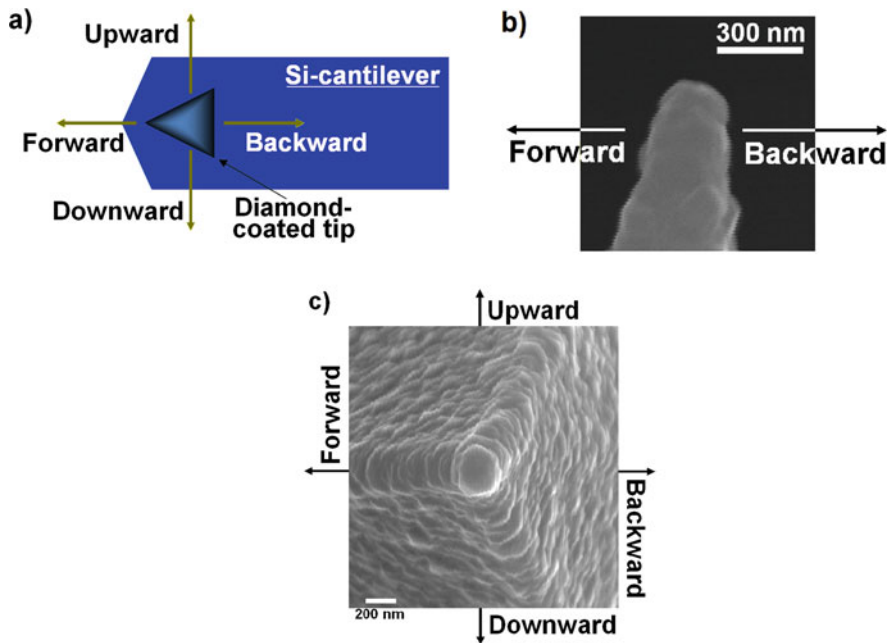 a)
Upward
Si-cantilever
Forward
Backward
Downward
Diamond-
coated tip
b)
300 nm
Forward
Backward
c)
Upward
Forward
Backward
200 nm
Downward